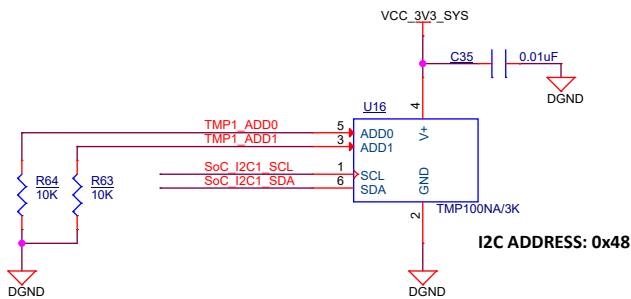 VCC_3V3_SYS
C35 0.01uF
DGND
U16
TMP1_ADD0 5 ADD0
TMP1_ADD1 3 ADD1
4 V+
SoC_I2C1_SCL 1 SCL
SoC_I2C1_SDA 6 SDA
GND 2
R64 10K
R63 10K
TMP100NA/3K
I2C ADDRESS: 0x48
DGND
DGND